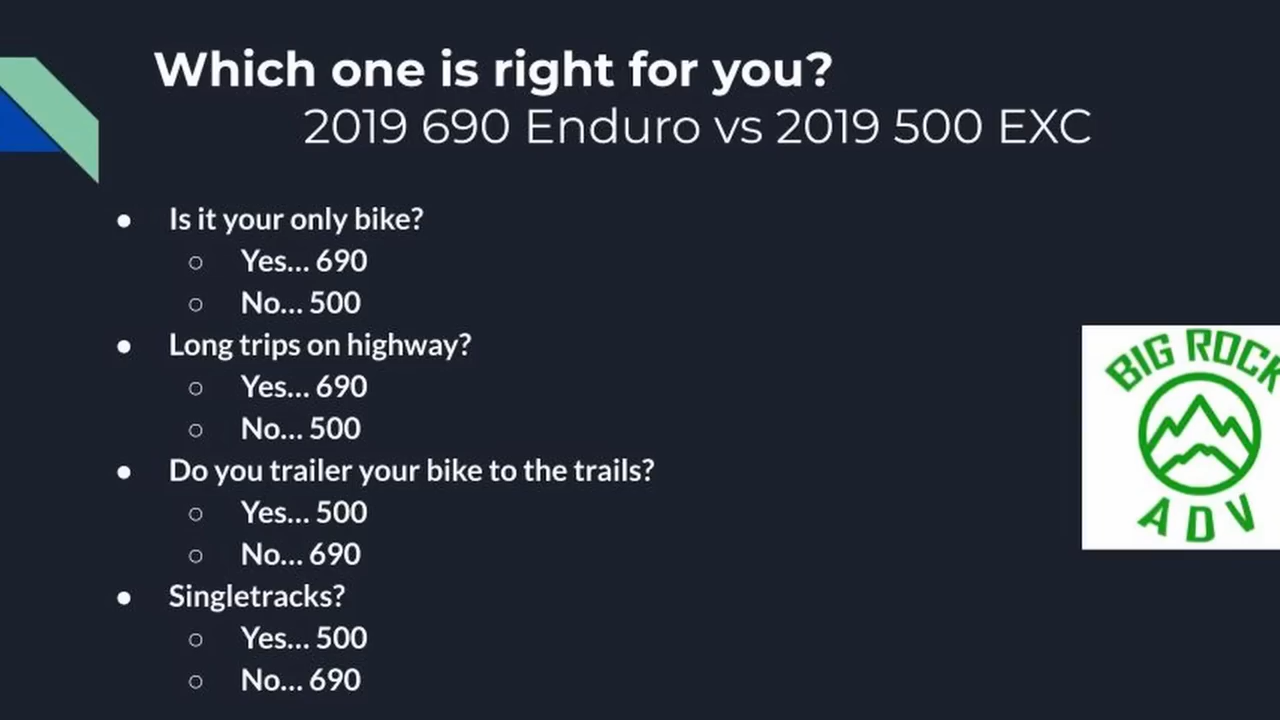 Which one is right for you?
2019 690 Enduro vs 2019 500 EXC
● Is it your only bike?
○ Yes... 690
○ No... 500
● Long trips on highway?
○ Yes... 690
○ No... 500
● Do you trailer your bike to the trails?
○ Yes... 500
○ No... 690
● Singletracks?
○ Yes... 500
○ No... 690
BIG ROCK
ADV